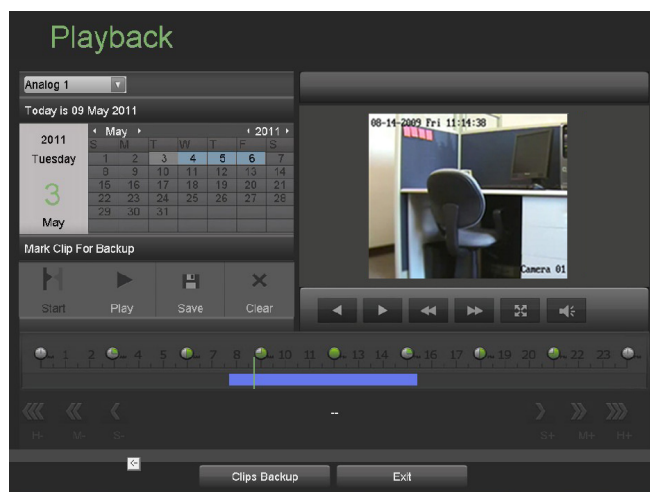 Playback
Analog 1
Today is 09 May 2011
2011
Tuesday
3
May
May 2011
S M T W T F S
1 2 3 4 5 6 7
8 9 10 11 12 13 14
15 16 17 18 19 20 21
22 23 24 25 26 27 28
29 30 31
Mark Clip For Backup
Start Play Save Clear
08-14-2009 Fri 11:14:38
Camera 01
1 2 4 5 7 8 10 11 13 14 16 17 19 20 22 23
--
H- M- S- S+ M+ H+
Clips Backup Exit